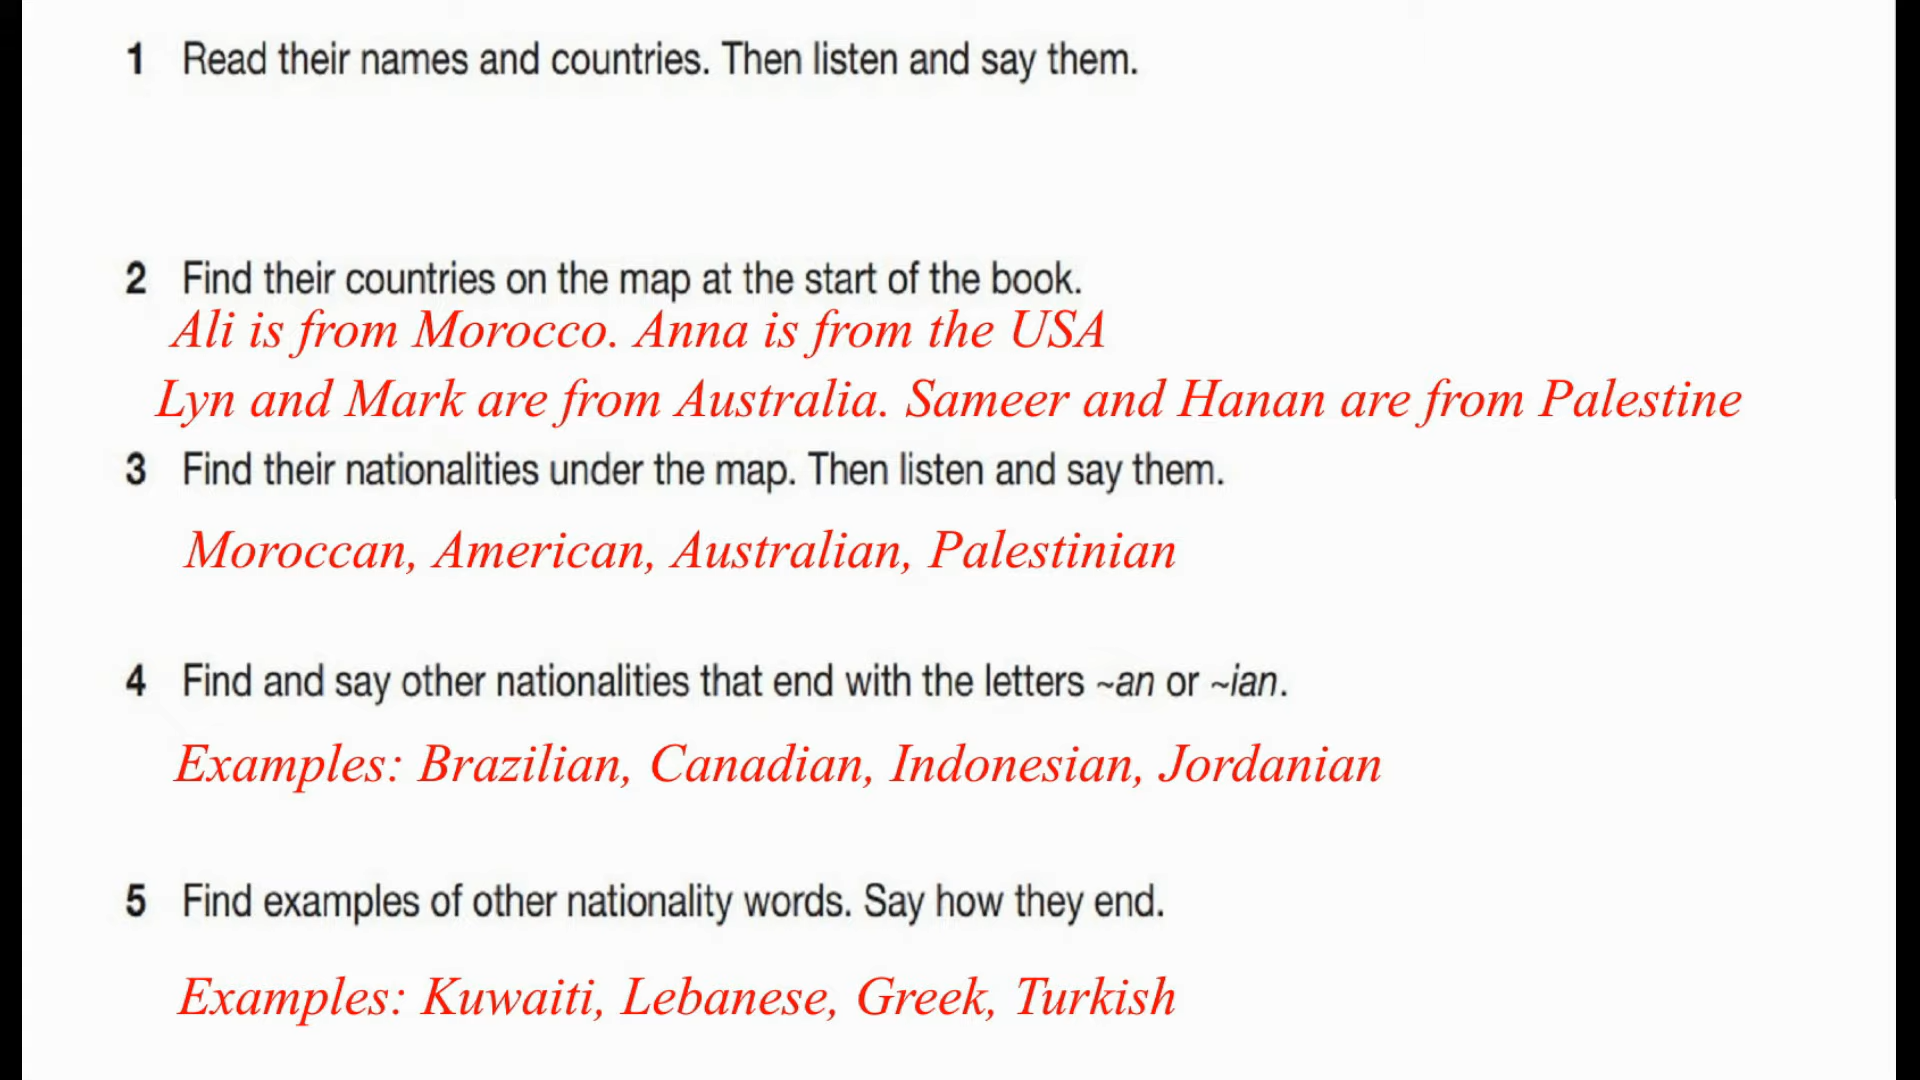 1 Read their names and countries. Then listen and say them.
2 Find their countries on the map at the start of the book.
Ali is from Morocco. Anna is from the USA
Lyn and Mark are from Australia. Sameer and Hanan are from Palestine
3 Find their nationalities under the map. Then listen and say them.
Moroccan, American, Australian, Palestinian
4 Find and say other nationalities that end with the letters ~an or ~ian.
Examples: Brazilian, Canadian, Indonesian, Jordanian
5 Find examples of other nationality words. Say how they end.
Examples: Kuwaiti, Lebanese, Greek, Turkish